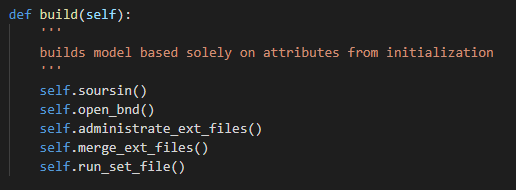 def build(self):
    '''
    builds model based solely on attributes from initialization
    '''
    self.soursin()
    self.open_bnd()
    self.administrate_ext_files()
    self.merge_ext_files()
    self.run_set_file()